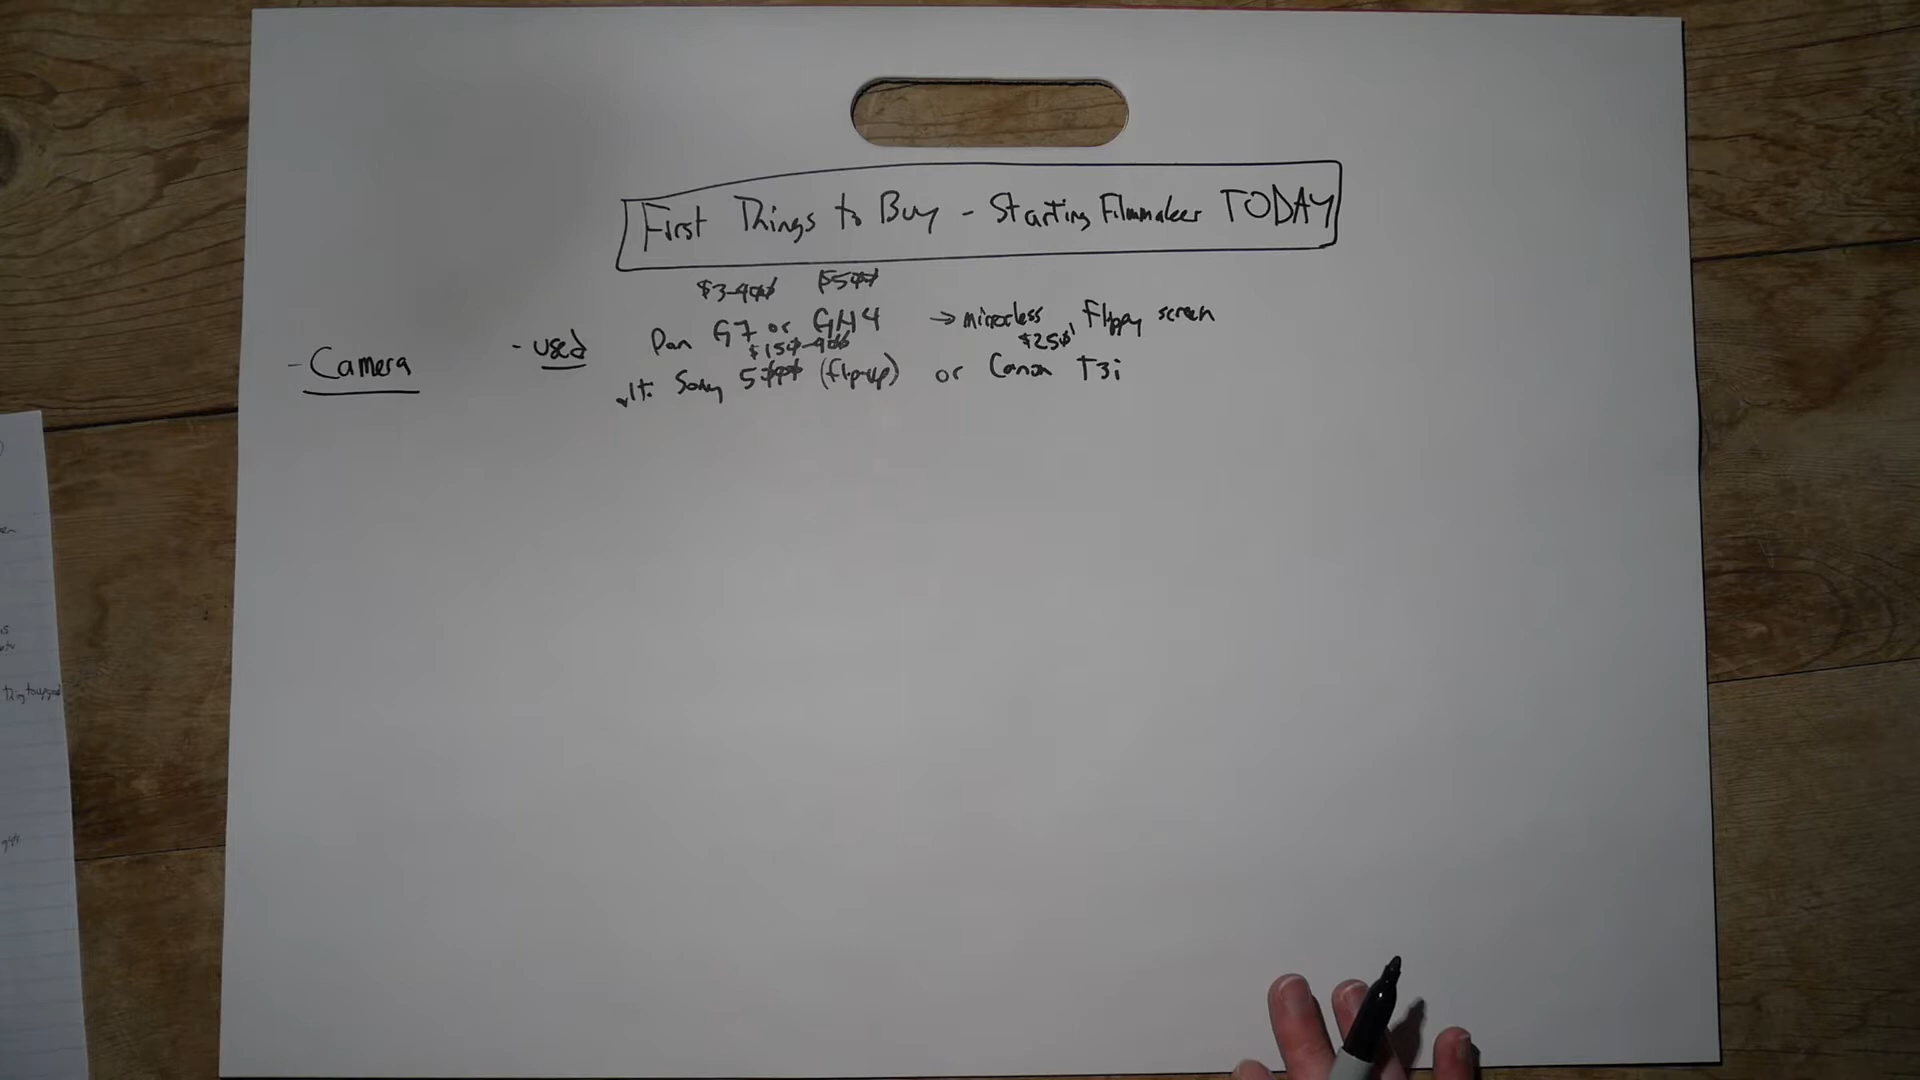 First Things to Buy - Starting Filmmaker TODAY
$3-400 $500
- Camera
- used
Pan G7 or GH4 → mirrorless, flippy screen
$150-400 $250
Alt: Sony 5000 (flip-up) or Canon T3i